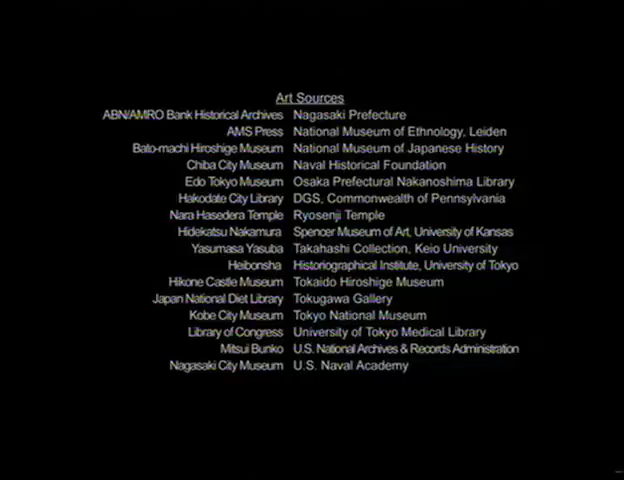 Art Sources
ABN/AMRO Bank Historical Archives Nagasaki Prefecture
AMS Press National Museum of Ethnology, Leiden
Bato-machi Hiroshige Museum National Museum of Japanese History
Chiba City Museum Naval Historical Foundation
Edo Tokyo Museum Osaka Prefectural Nakanoshima Library
Hakodate City Library DGS, Commonwealth of Pennsylvania
Nara Hasedera Temple Ryosenji Temple
Hidekatsu Nakamura Spencer Museum of Art, University of Kansas
Yasumasa Yasuba Takahashi Collection, Keio University
Heibonsha Historiographical Institute, University of Tokyo
Hikone Castle Museum Tokaido Hiroshige Museum
Japan National Diet Library Tokugawa Gallery
Kobe City Museum Tokyo National Museum
Library of Congress University of Tokyo Medical Library
Mitsui Bunko U.S. National Archives & Records Administration
Nagasaki City Museum U.S. Naval Academy